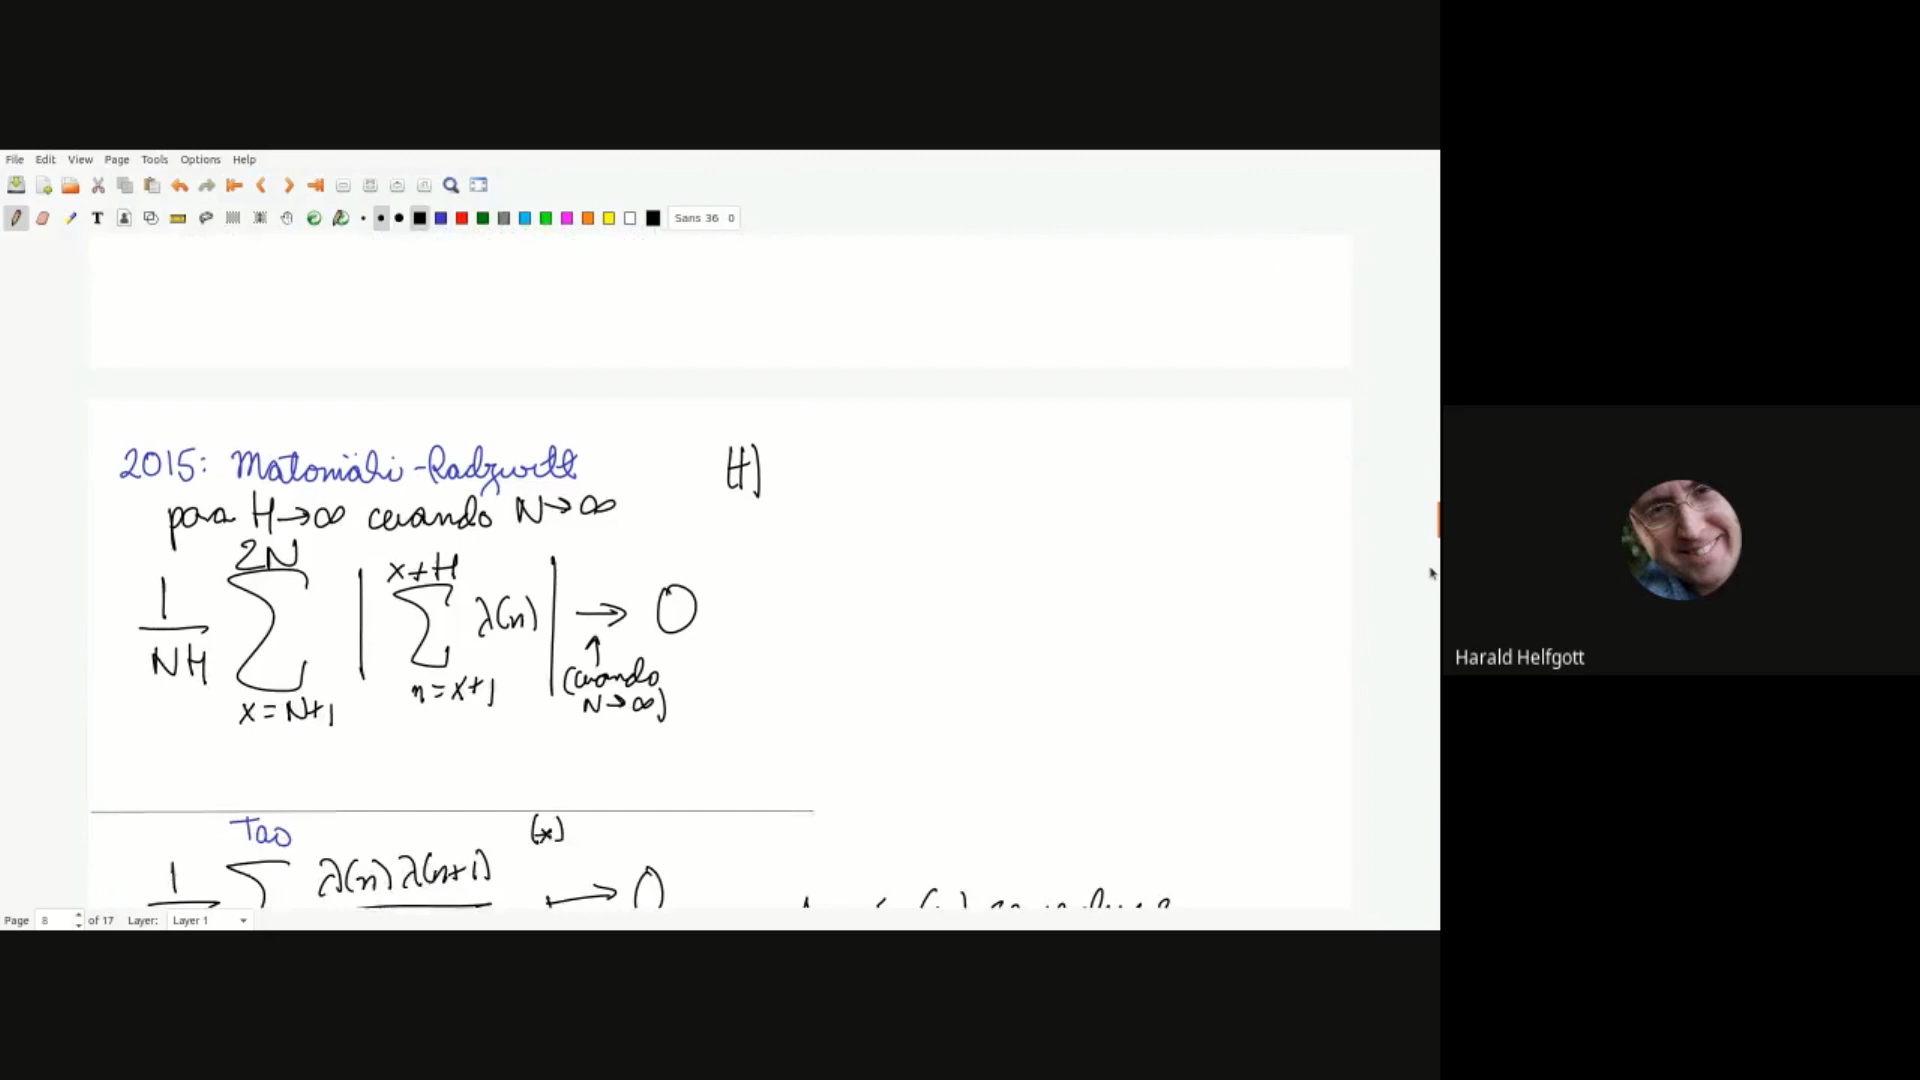 File Edit View Page Tools Options Help
T Sans 36 0
2015: Matomäki-Radziwiłł
para H→∞ cuando N→∞
1/NH ∑_{x=N+1}^{2N} | ∑_{n=x+1}^{x+H} λ(n) | → 0
↑
(cuando
N→∞)
Tao (*)
1 ∑ λ(n)λ(n+1) → 0
Page 8 of 17 Layer: Layer 1
Harald Helfgott